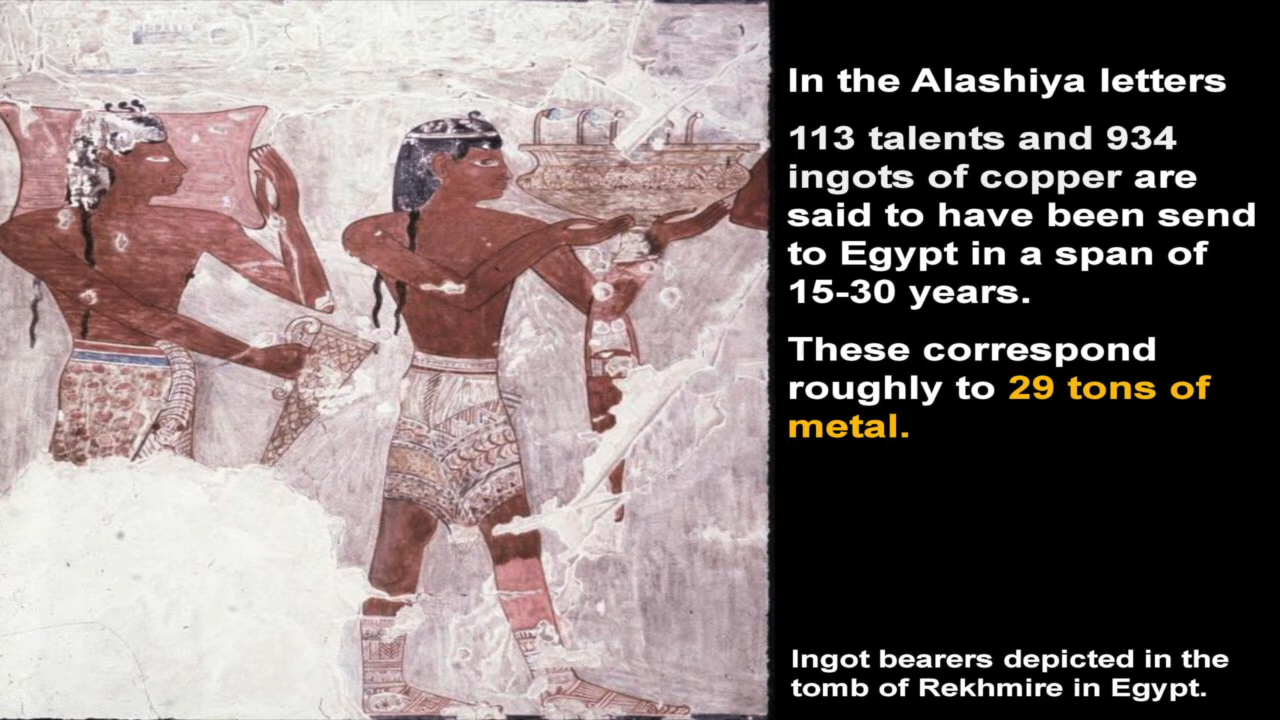 In the Alashiya letters
113 talents and 934
ingots of copper are
said to have been send
to Egypt in a span of
15-30 years.
These correspond
roughly to 29 tons of
metal.
Ingot bearers depicted in the
tomb of Rekhmire in Egypt.